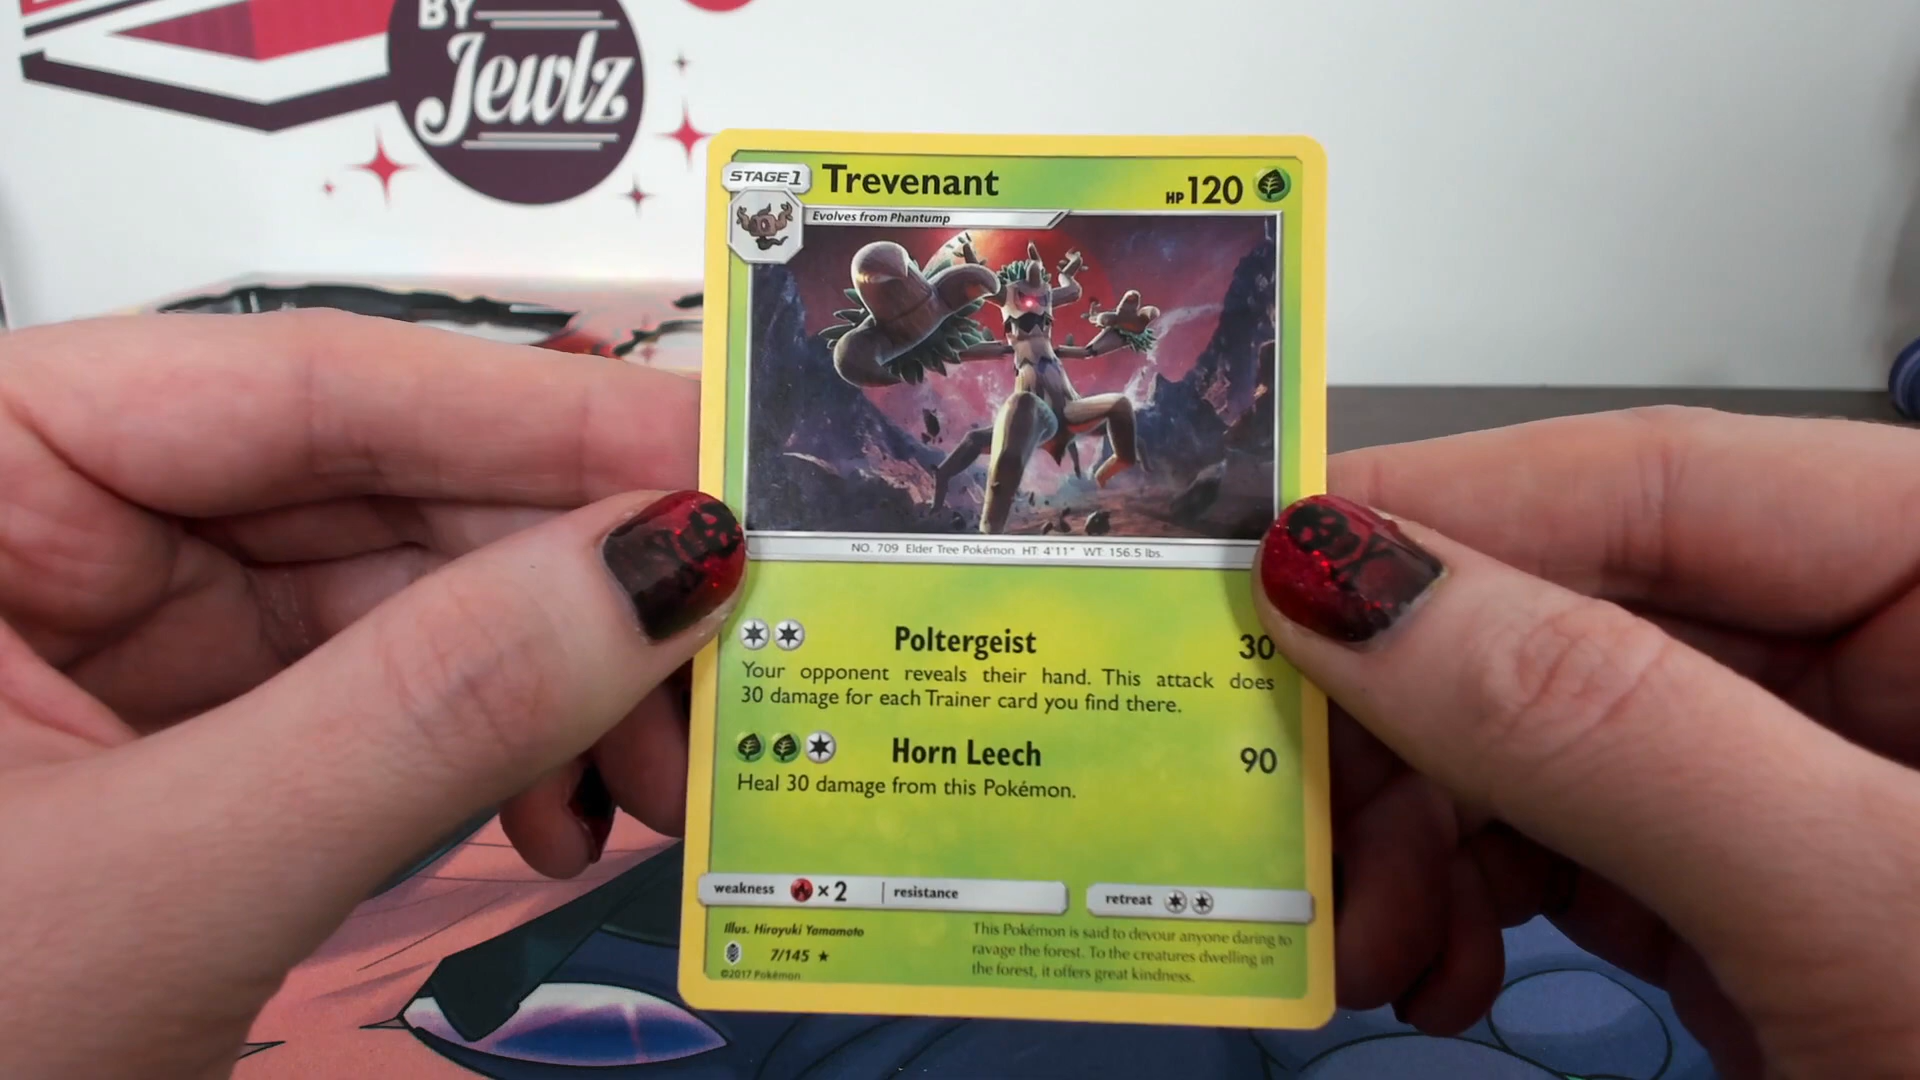 BY
Jewlz
STAGE 1 Trevenant HP 120
Evolves from Phantump
NO. 709 Elder Tree Pokémon HT: 4'11" WT: 156.5 lbs.
Poltergeist 30
Your opponent reveals their hand. This attack does
30 damage for each Trainer card you find there.
Horn Leech 90
Heal 30 damage from this Pokémon.
weakness ×2 resistance retreat
Illus. Hiroyuki Yamamoto
7/145 ★
©2017 Pokémon
This Pokémon is said to devour anyone daring to
ravage the forest. To the creatures dwelling in
the forest, it offers great kindness.